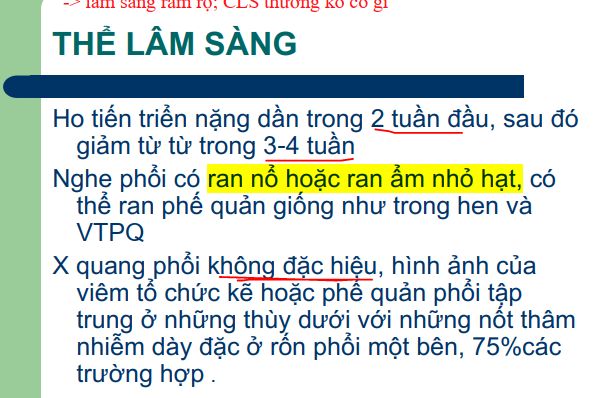 -> lâm sàng rầm rộ; CLS thường ko có gì
THỂ LÂM SÀNG
Ho tiến triển nặng dần trong 2 tuần đầu, sau đó
giảm từ từ trong 3-4 tuần
Nghe phổi có ran nổ hoặc ran ẩm nhỏ hạt, có
thể ran phế quản giống như trong hen và
VTPQ
X quang phổi không đặc hiệu, hình ảnh của
viêm tổ chức kẽ hoặc phế quản phổi tập
trung ở những thùy dưới với những nốt thâm
nhiễm dày đặc ở rốn phổi một bên, 75%các
trường hợp .